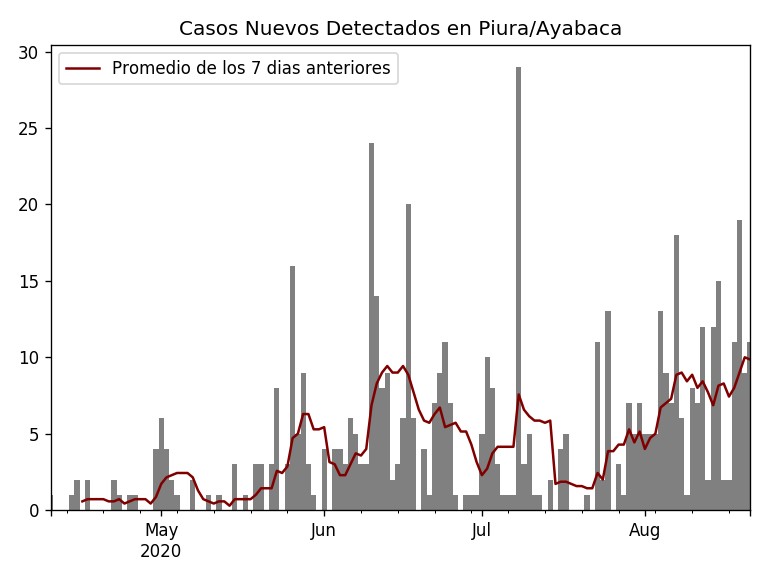 Casos Nuevos Detectados en Piura/Ayabaca
30
Promedio de los 7 dias anteriores
25
20
15
10
5
0
May
Jun
Jul
Aug
2020